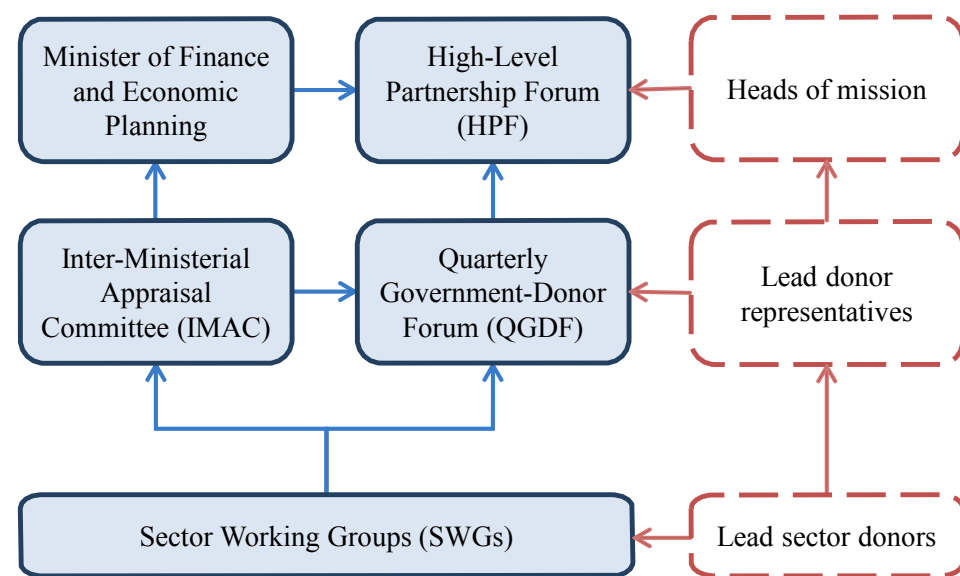 Minister of Finance
and Economic
Planning
High-Level
Partnership Forum
(HPF)
Heads of mission
Inter-Ministerial
Appraisal
Committee (IMAC)
Quarterly
Government-Donor
Forum (QGDF)
Lead donor
representatives
Sector Working Groups (SWGs)
Lead sector donors